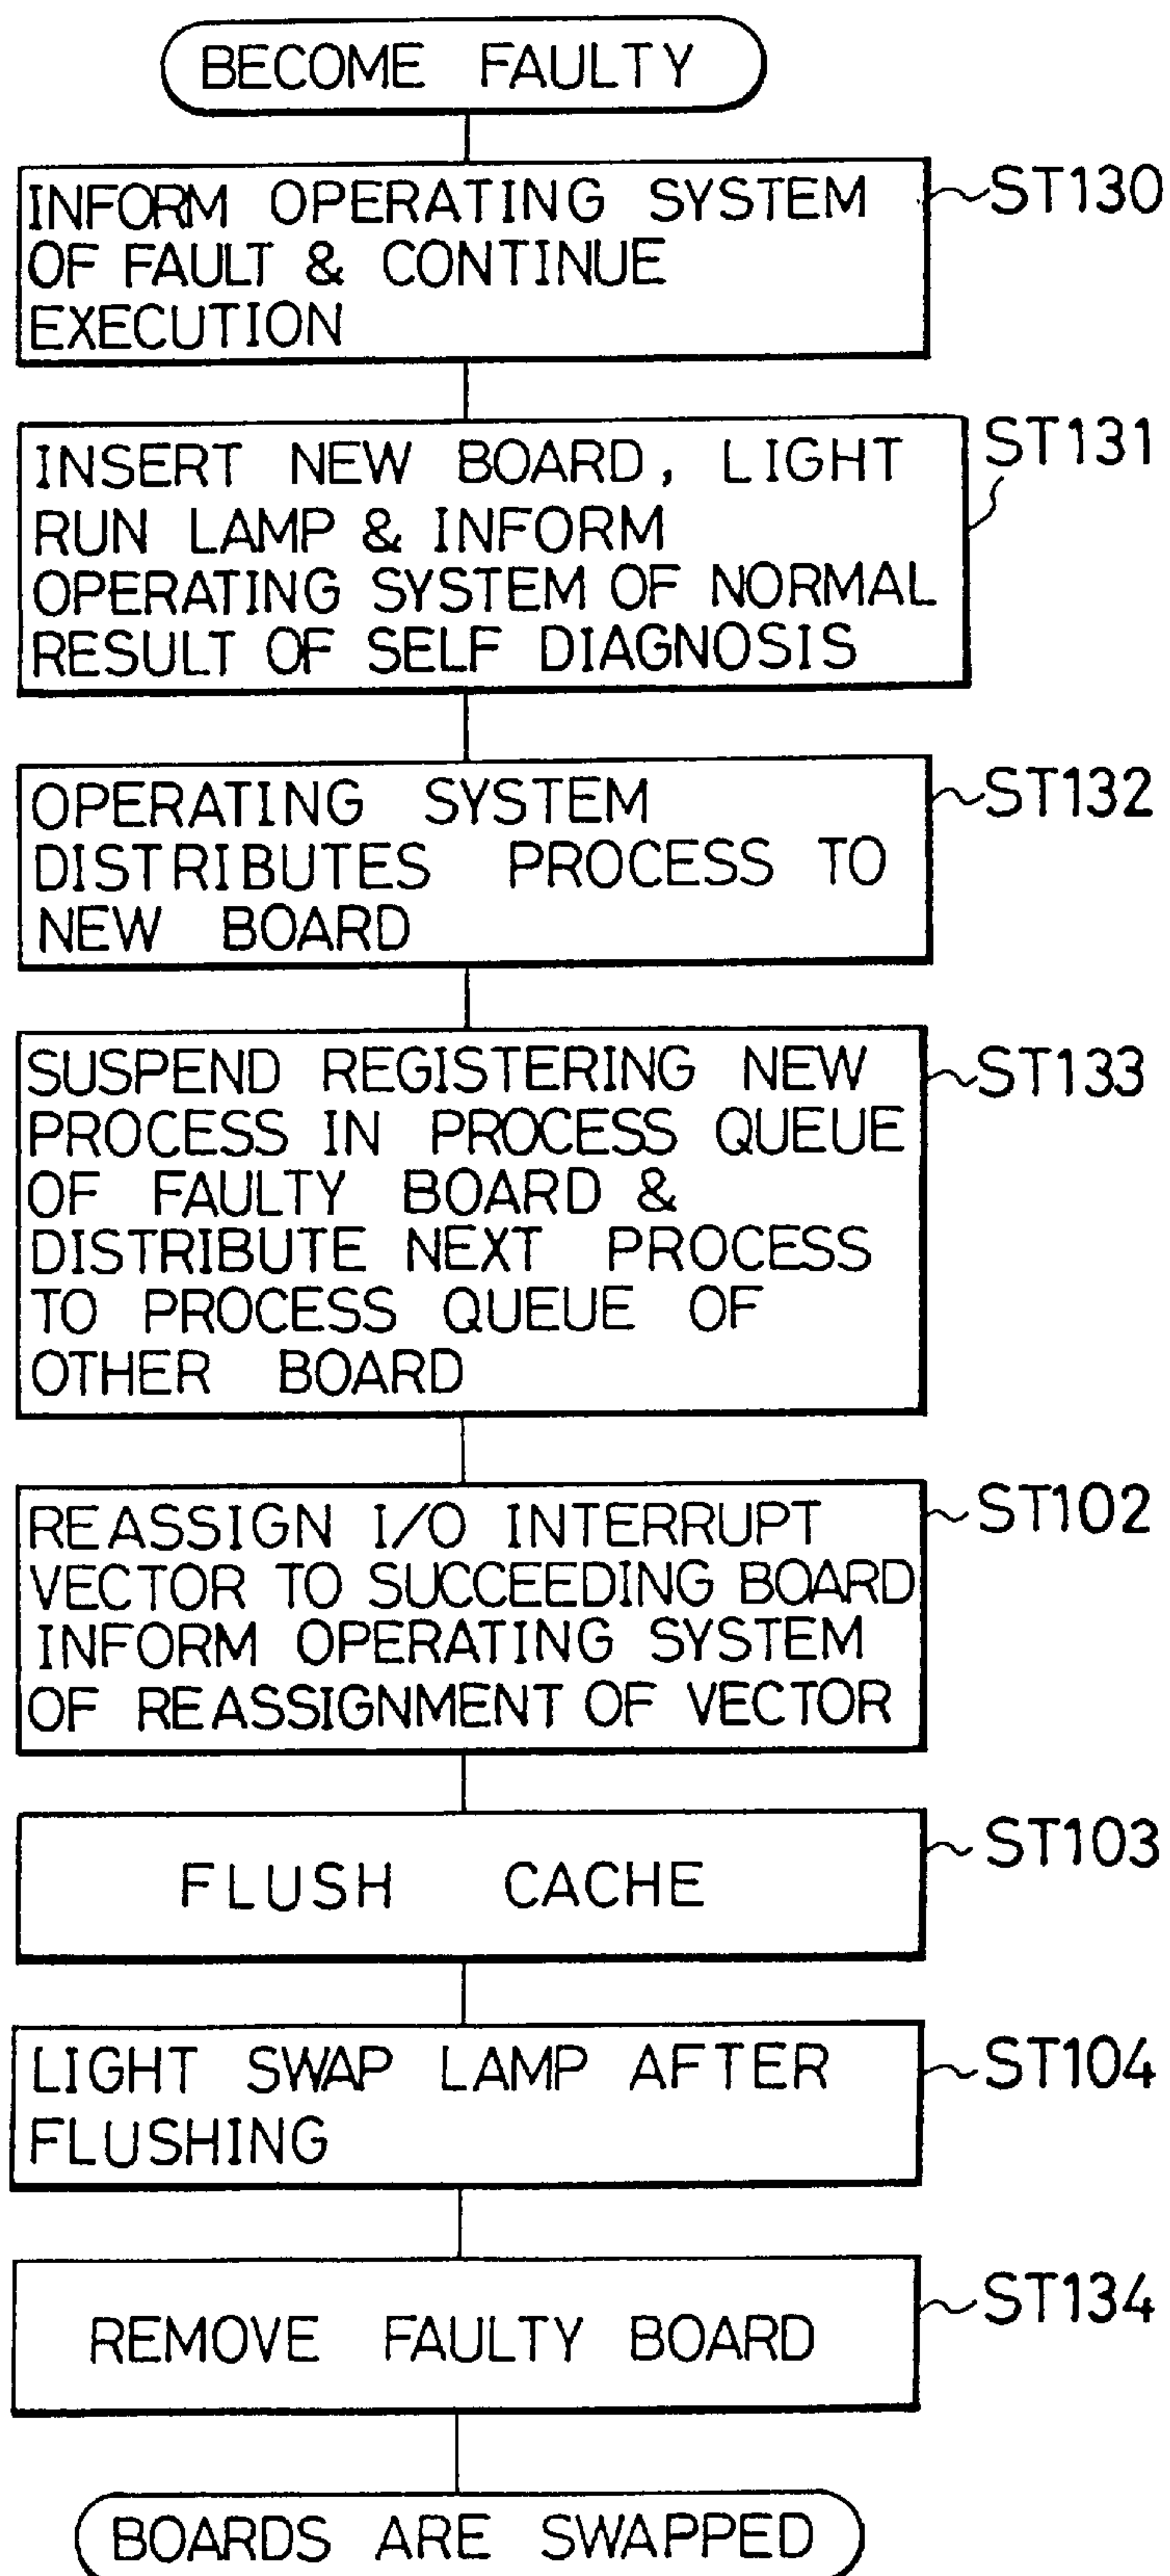 BECOME FAULTY
INFORM OPERATING SYSTEM
OF FAULT & CONTINUE
EXECUTION
ST130
INSERT NEW BOARD, LIGHT
RUN LAMP & INFORM
OPERATING SYSTEM OF NORMAL
RESULT OF SELF DIAGNOSIS
ST131
OPERATING SYSTEM
DISTRIBUTES PROCESS TO
NEW BOARD
ST132
SUSPEND REGISTERING NEW
PROCESS IN PROCESS QUEUE
OF FAULTY BOARD &
DISTRIBUTE NEXT PROCESS
TO PROCESS QUEUE OF
OTHER BOARD
ST133
REASSIGN I/O INTERRUPT
VECTOR TO SUCCEEDING BOARD
INFORM OPERATING SYSTEM
OF REASSIGNMENT OF VECTOR
ST102
FLUSH CACHE
ST103
LIGHT SWAP LAMP AFTER
FLUSHING
ST104
REMOVE FAULTY BOARD
ST134
BOARDS ARE SWAPPED